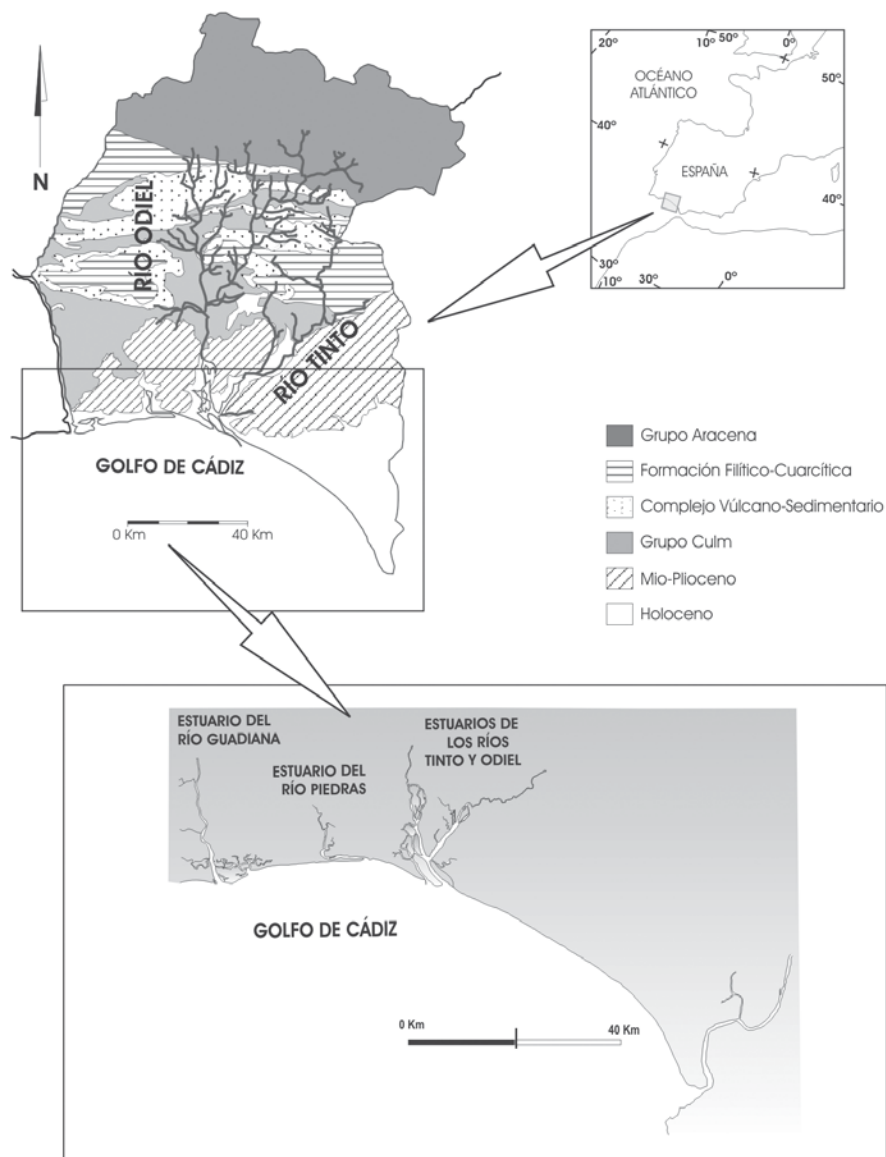 N
RÍO ODIEL
RÍO TINTO
GOLFO DE CÁDIZ
0 Km 40 Km
20º 10º 50º 0º
OCÉANO
ATLÁNTICO
50º
40º
ESPAÑA
40º
30º
10º 30º 0º
Grupo Aracena
Formación Filítico-Cuarcítica
Complejo Vúlcano-Sedimentario
Grupo Culm
Mio-Plioceno
Holoceno
ESTUARIO DEL
RÍO GUADIANA
ESTUARIO DEL
RÍO PIEDRAS
ESTUARIOS DE
LOS RÍOS
TINTO Y ODIEL
GOLFO DE CÁDIZ
0 Km 40 Km